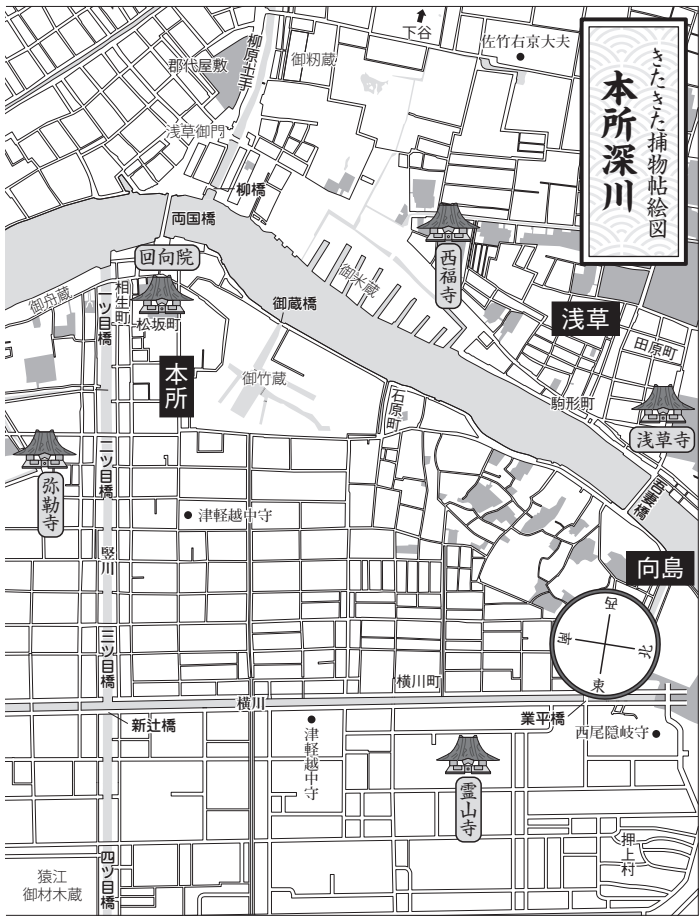 きたきた捕物帖絵図
本所深川
下谷
佐竹右京大夫
柳原土手
御籾蔵
郡代屋敷
浅草御門
柳橋
両国橋
回向院
西福寺
御米蔵
浅草
田原町
御舟蔵
相生町
一ツ目橋
松坂町
御蔵橋
本所
御竹蔵
石原町
駒形町
浅草寺
二ツ目橋
弥勒寺
津軽越中守
吾妻橋
竪川
向島
西
南
北
東
三ツ目橋
横川町
横川
新辻橋
業平橋
津軽越中守
西尾隠岐守
霊山寺
押上村
四ツ目橋
猿江
御材木蔵